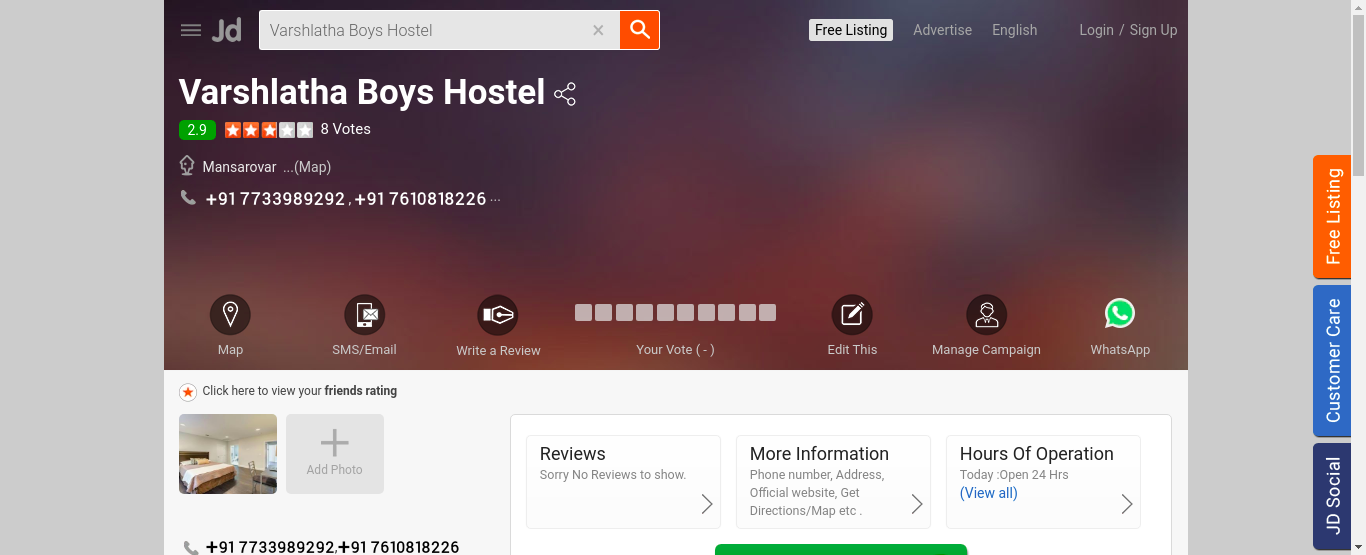 Jd
Varshlatha Boys Hostel ×
Free Listing
Advertise
English
Login / Sign Up
Varshlatha Boys Hostel
2.9
8 Votes
Mansarovar ...(Map)
+91 7733989292 , +91 7610818226 ...
Map
SMS/Email
Write a Review
Your Vote ( - )
Edit This
Manage Campaign
WhatsApp
Click here to view your friends rating
Add Photo
Reviews
Sorry No Reviews to show.
More Information
Phone number, Address,
Official website, Get
Directions/Map etc .
Hours Of Operation
Today :Open 24 Hrs
(View all)
+91 7733989292,+91 7610818226
Free Listing
Customer Care
JD Social